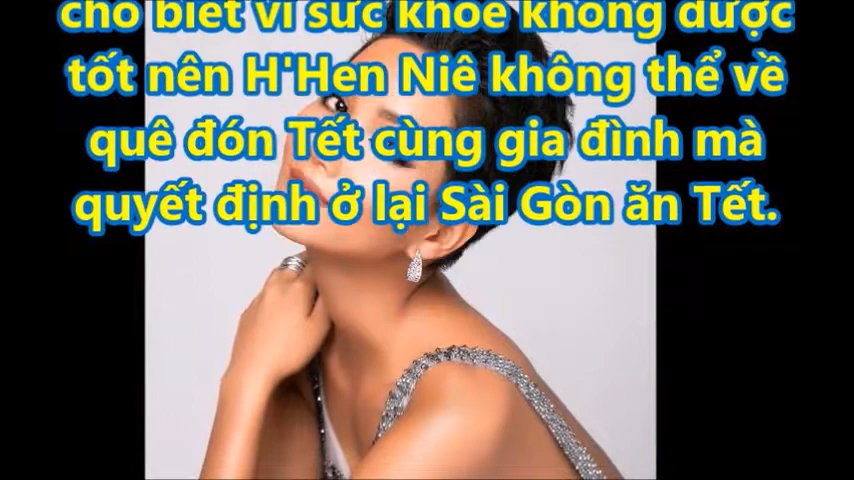 cho biết vì sức khỏe không được
tốt nên H'Hen Niê không thể về
quê đón Tết cùng gia đình mà
quyết định ở lại Sài Gòn ăn Tết.